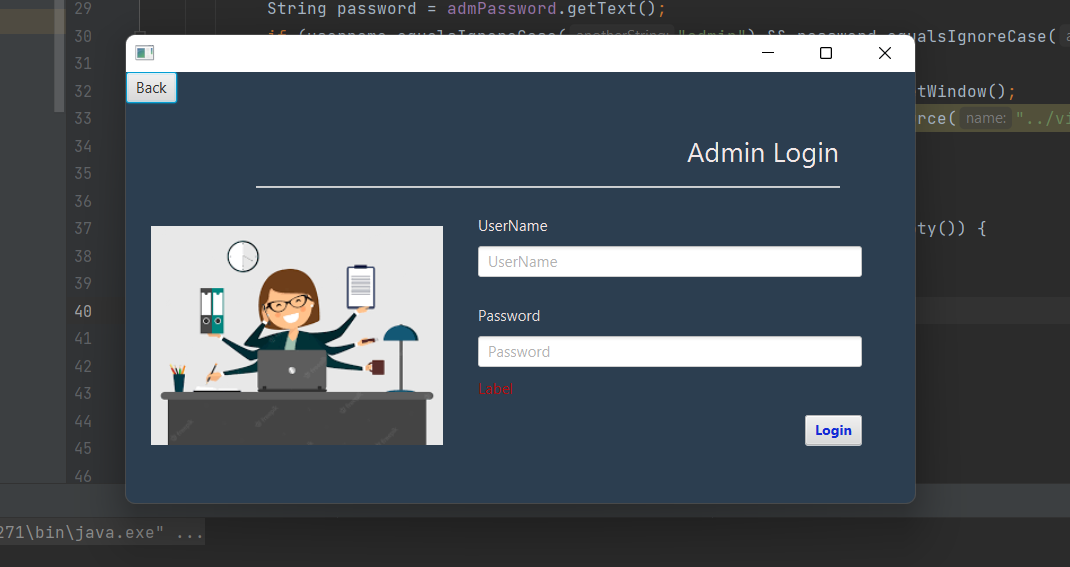 29 String password = admPassword.getText();
30 if (username.equalsIgnoreCase( anotherString: "admin") && password.equalsIgnoreCase(
31
Back
32 tWindow();
33 rce( name: "../vi
34
Admin Login
35
36
37 ty()) {
UserName
38
UserName
39
40
Password
41
Password
42
43
Label
44
Login
45
46
271\bin\java.exe" ...